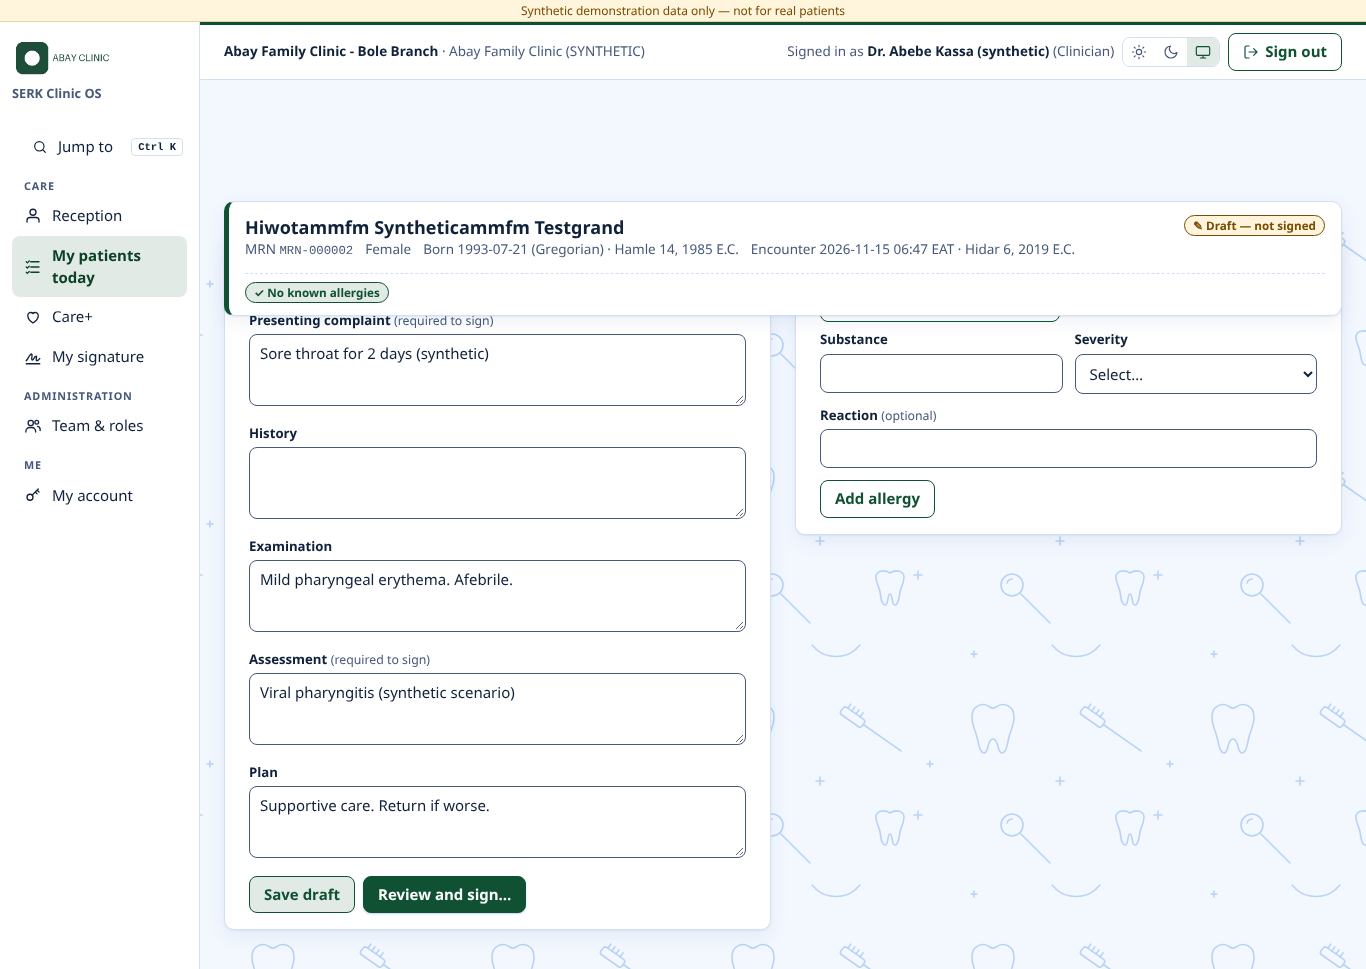 Synthetic demonstration data only — not for real patients
ABAY CLINIC
SERK Clinic OS
Jump to Ctrl K
CARE
Reception
My patients
today
Care+
My signature
ADMINISTRATION
Team & roles
ME
My account
Abay Family Clinic - Bole Branch · Abay Family Clinic (SYNTHETIC)
Signed in as Dr. Abebe Kassa (synthetic) (Clinician)
Sign out
Hiwotammfm Syntheticammfm Testgrand
✎ Draft — not signed
MRN MRN-000002 Female Born 1993-07-21 (Gregorian) · Hamle 14, 1985 E.C. Encounter 2026-11-15 06:47 EAT · Hidar 6, 2019 E.C.
✓ No known allergies
Presenting complaint (required to sign)
Sore throat for 2 days (synthetic)
History
Examination
Mild pharyngeal erythema. Afebrile.
Assessment (required to sign)
Viral pharyngitis (synthetic scenario)
Plan
Supportive care. Return if worse.
Save draft
Review and sign...
Substance
Severity
Select...
Reaction (optional)
Add allergy